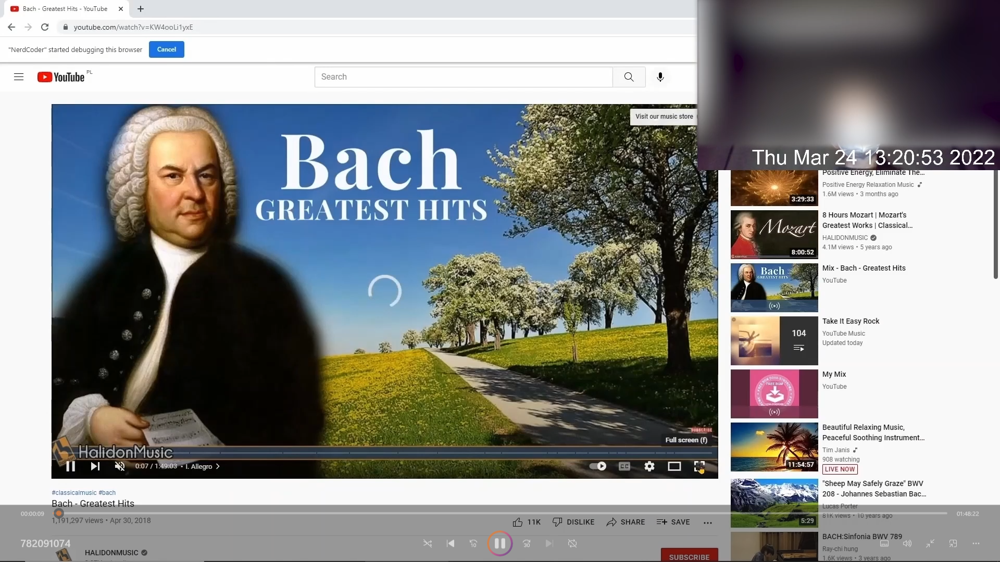 Bach - Greatest Hits - YouTube
youtube.com/watch?v=KW4ooLi1yxE
"NerdCoder" started debugging this browser
Cancel
YouTube PL
Search
Visit our music store
Thu Mar 24 13:20:53 2022
Bach
GREATEST HITS
SUBSCRIBE
Full screen (f)
HalidonMusic
0:07 / 1:49:03 • I. Allegro
CC
#classicalmusic #bach
Bach - Greatest Hits
00:00:09
01:48:22
1,191,297 views • Apr 30, 2018
11K
DISLIKE
SHARE
SAVE
782091074
10
30
HALIDONMUSIC
SUBSCRIBE
Positive Energy, Eliminate The...
Positive Energy Relaxation Music
1.6M views • 3 months ago
3:29:33
Mozart
8:00:52
8 Hours Mozart | Mozart's
Greatest Works | Classical...
HALIDONMUSIC
4.1M views • 5 years ago
Bach
GREATEST HITS
Mix - Bach - Greatest Hits
YouTube
104
Take It Easy Rock
YouTube Music
Updated today
FREE BGM
My Mix
YouTube
11:54:57
Beautiful Relaxing Music,
Peaceful Soothing Instrument...
Tim Janis
908 watching
LIVE NOW
5:29
"Sheep May Safely Graze" BWV
208 - Johannes Sebastian Bac...
Lucas Porter
81K views • 10 years ago
BACH:Sinfonia BWV 789
Ray-chi hung
1.6K views • 3 years ago